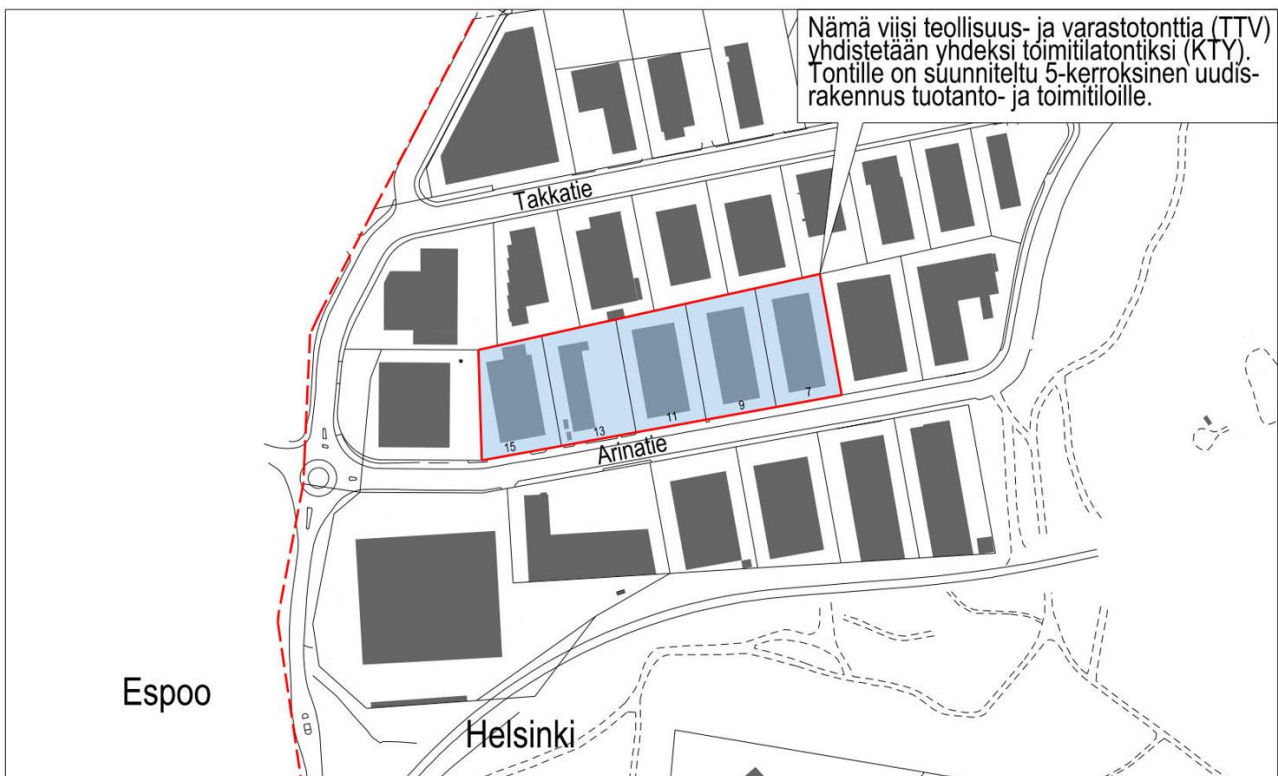 Nämä viisi teollisuus- ja varastotonttia (TTV)
yhdistetään yhdeksi toimitilatontiksi (KTY).
Tontille on suunniteltu 5-kerroksinen uudis-
rakennus tuotanto- ja toimitiloille.
Takkatie
15
13
11
9
7
Arinatie
Espoo
Helsinki